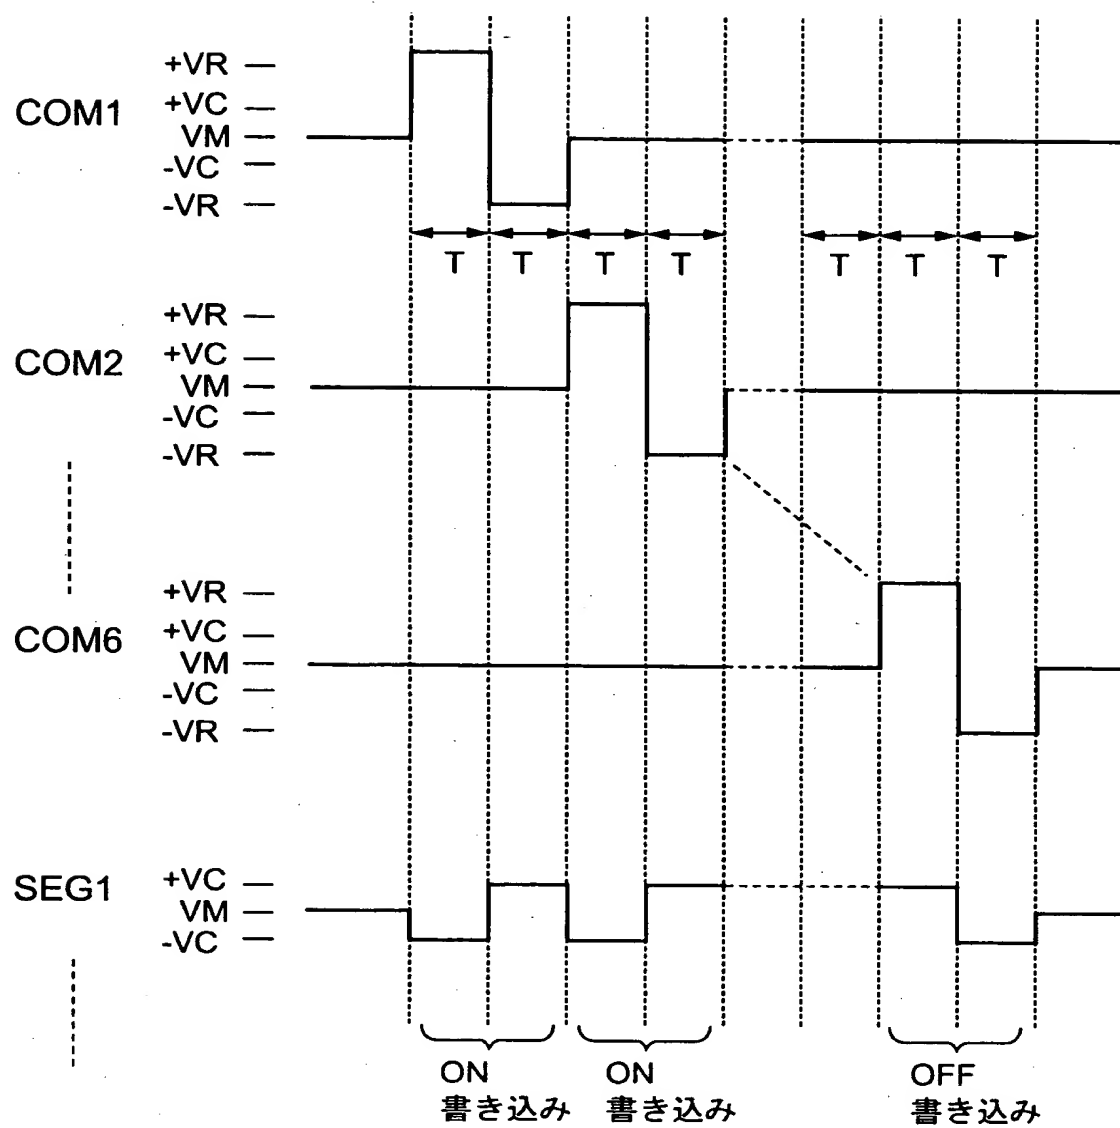 COM1
+VR
+VC
VM
-VC
-VR
T T T T T T T
COM2
+VR
+VC
VM
-VC
-VR
COM6
+VR
+VC
VM
-VC
-VR
SEG1
+VC
VM
-VC
ON
書き込み
ON
書き込み
OFF
書き込み